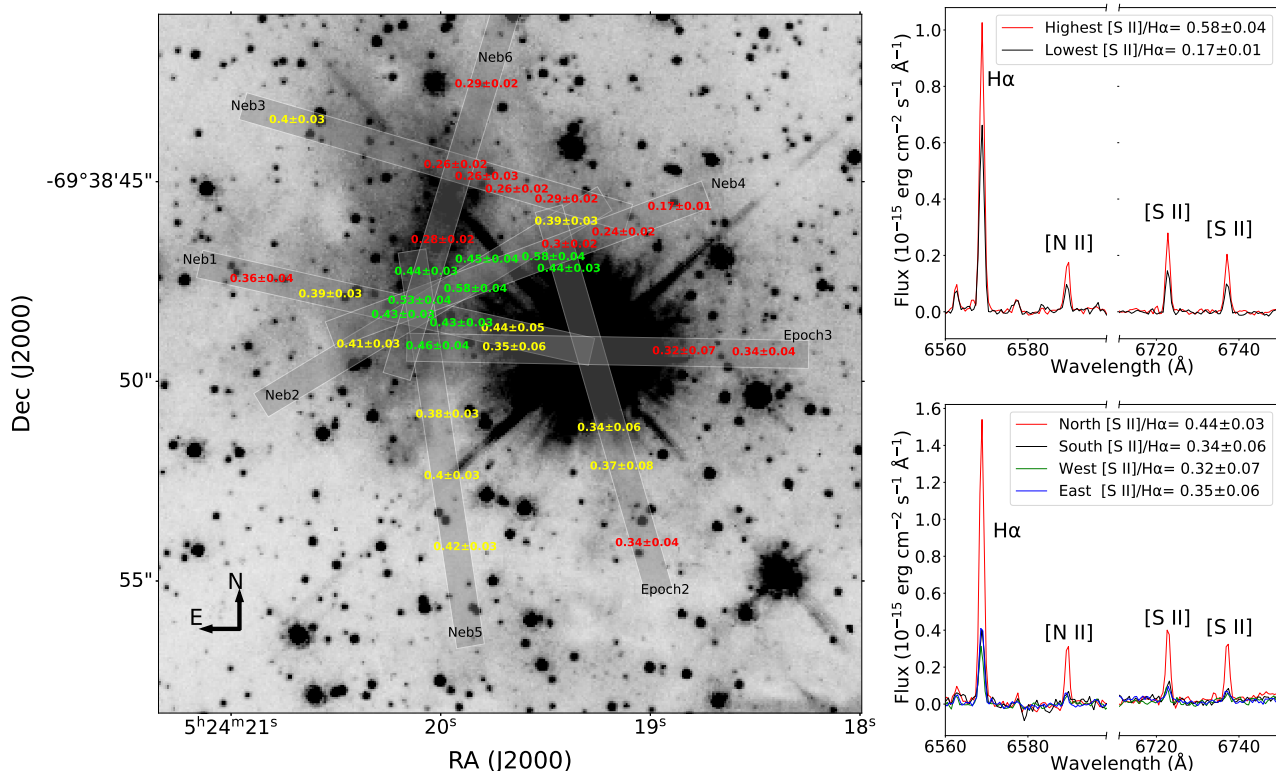 Neb6
0.29±0.02
Neb3
0.4±0.03
0.26±0.02
0.26±0.03
0.26±0.02
0.29±0.02
Neb4
0.17±0.01
0.39±0.03
0.24±0.02
0.28±0.02
0.3±0.02
0.45±0.04
0.58±0.04
Neb1
0.44±0.03
0.44±0.03
0.36±0.04
0.39±0.03
0.58±0.04
0.53±0.04
0.43±0.03
0.44±0.05
Epoch3
0.41±0.03
0.46±0.04
0.35±0.06
0.32±0.07
0.34±0.04
Neb2
0.38±0.03
0.34±0.06
0.37±0.08
0.4±0.03
0.42±0.03
0.34±0.04
Epoch2
Neb5
N
E
-69°38'45"
50"
55"
Dec (J2000)
5ʰ24ᵐ21ˢ
20ˢ
19ˢ
18ˢ
RA (J2000)
Highest [S II]/Hα= 0.58±0.04
Lowest [S II]/Hα= 0.17±0.01
Hα
[N II]
[S II]
[S II]
1.0
0.8
0.6
0.4
0.2
0.0
Flux (10⁻¹⁵ erg cm⁻² s⁻¹ Å⁻¹)
6560
6580
6720
6740
Wavelength (Å)
North [S II]/Hα= 0.44±0.03
South [S II]/Hα= 0.34±0.06
West [S II]/Hα= 0.32±0.07
East [S II]/Hα= 0.35±0.06
Hα
[N II]
[S II]
[S II]
1.6
1.4
1.2
1.0
0.8
0.6
0.4
0.2
0.0
Flux (10⁻¹⁵ erg cm⁻² s⁻¹ Å⁻¹)
6560
6580
6720
6740
Wavelength (Å)